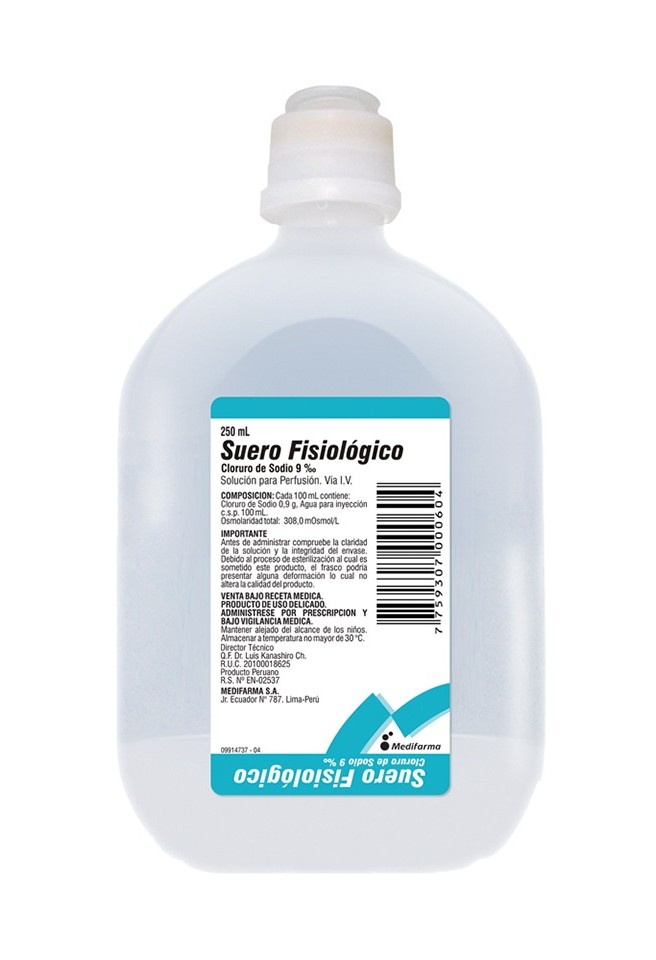 250 mL
Suero Fisiológico
Cloruro de Sodio 9 ‰
Solución para Perfusión. Vía I.V.
COMPOSICION: Cada 100 mL contiene:
Cloruro de Sodio 0,9 g, Agua para inyección
c.s.p. 100 mL.
Osmolaridad total: 308,0 mOsmol/L
IMPORTANTE
Antes de administrar compruebe la claridad
de la solución y la integridad del envase.
Debido al proceso de esterilización al cual es
sometido este producto, el frasco podría
presentar alguna deformación lo cual no
altera la calidad del producto.
VENTA BAJO RECETA MEDICA.
PRODUCTO DE USO DELICADO.
ADMINISTRESE POR PRESCRIPCION Y
BAJO VIGILANCIA MEDICA.
Mantener alejado del alcance de los niños.
Almacenar a temperatura no mayor de 30 °C.
Director Técnico
Q.F. Dr. Luis Kanashiro Ch.
R.U.C. 20100018625
Producto Peruano
R.S. Nº EN-02537
MEDIFARMA S.A.
Jr. Ecuador N° 787. Lima-Perú
7 759307 000604
09914737 - 04
Medifarma
Suero Fisiológico
Cloruro de Sodio 9 ‰